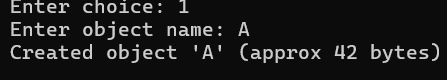 Enter choice: 1
Enter object name: A
Created object 'A' (approx 42 bytes)